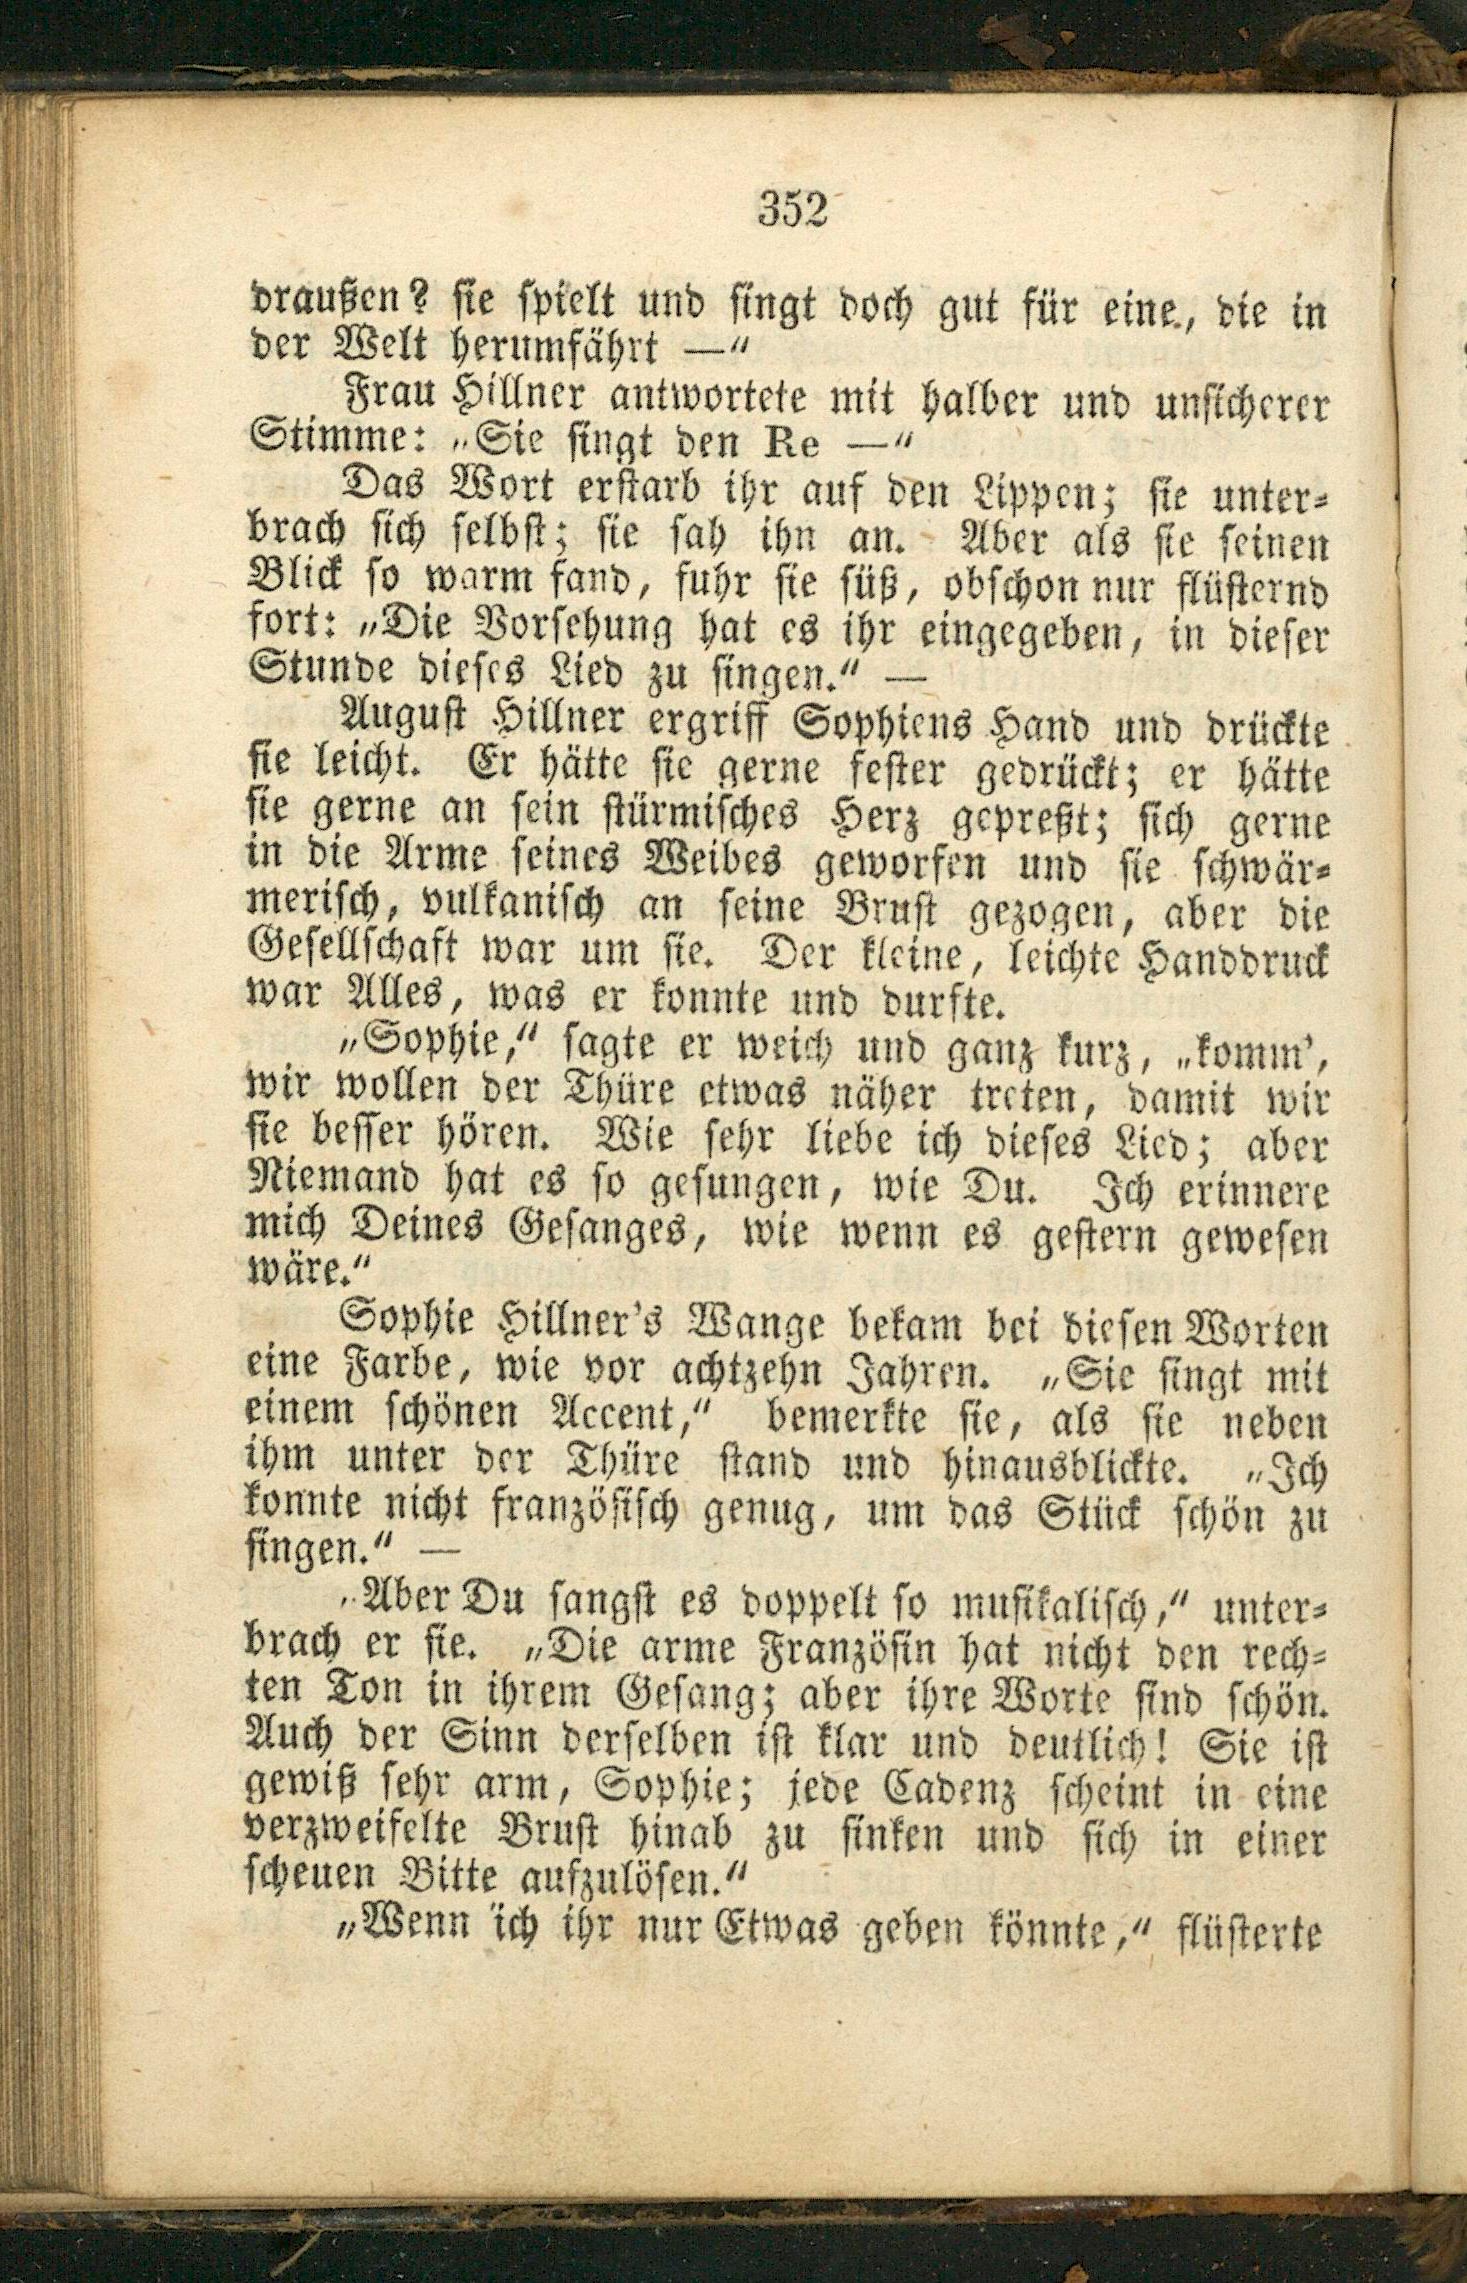 352
draußen? sie spielt und singt doch gut für eine, die in
der Welt herumfährt —“
Frau Hillner antwortete mit halber und unsicherer
Stimme: „Sie singt den Re —“
Das Wort erstarb ihr auf den Lippen; sie unter-
brach sich selbst; sie sah ihn an. Aber als sie seinen
Blick so warm fand, fuhr sie süß, obschon nur flüsternd
fort: „Die Vorsehung hat es ihr eingegeben, in dieser
Stunde dieses Lied zu singen.“ —
August Hillner ergriff Sophiens Hand und drückte
sie leicht. Er hätte sie gerne fester gedrückt; er hätte
sie gerne an sein stürmisches Herz gepreßt; sich gerne
in die Arme seines Weibes geworfen und sie schwär-
merisch, vulkanisch an seine Brust gezogen, aber die
Gesellschaft war um sie. Der kleine, leichte Handdruck
war Alles, was er konnte und durfte.
„Sophie,“ sagte er weich und ganz kurz, „komm’,
wir wollen der Thüre etwas näher treten, damit wir
sie besser hören. Wie sehr liebe ich dieses Lied; aber
Niemand hat es so gesungen, wie Du. Ich erinnere
mich Deines Gesanges, wie wenn es gestern gewesen
wäre.“
Sophie Hillner’s Wange bekam bei diesen Worten
eine Farbe, wie vor achtzehn Jahren. „Sie singt mit
einem schönen Accent,“ bemerkte sie, als sie neben
ihm unter der Thüre stand und hinausblickte. „Ich
konnte nicht französisch genug, um das Stück schön zu
singen.“ —
„Aber Du sangst es doppelt so musikalisch,“ unter-
brach er sie. „Die arme Französin hat nicht den rech-
ten Ton in ihrem Gesang; aber ihre Worte sind schön.
Auch der Sinn derselben ist klar und deutlich! Sie ist
gewiß sehr arm, Sophie; jede Cadenz scheint in eine
verzweifelte Brust hinab zu sinken und sich in einer
scheuen Bitte aufzulösen.“
„Wenn ich ihr nur Etwas geben könnte,“ flüsterte